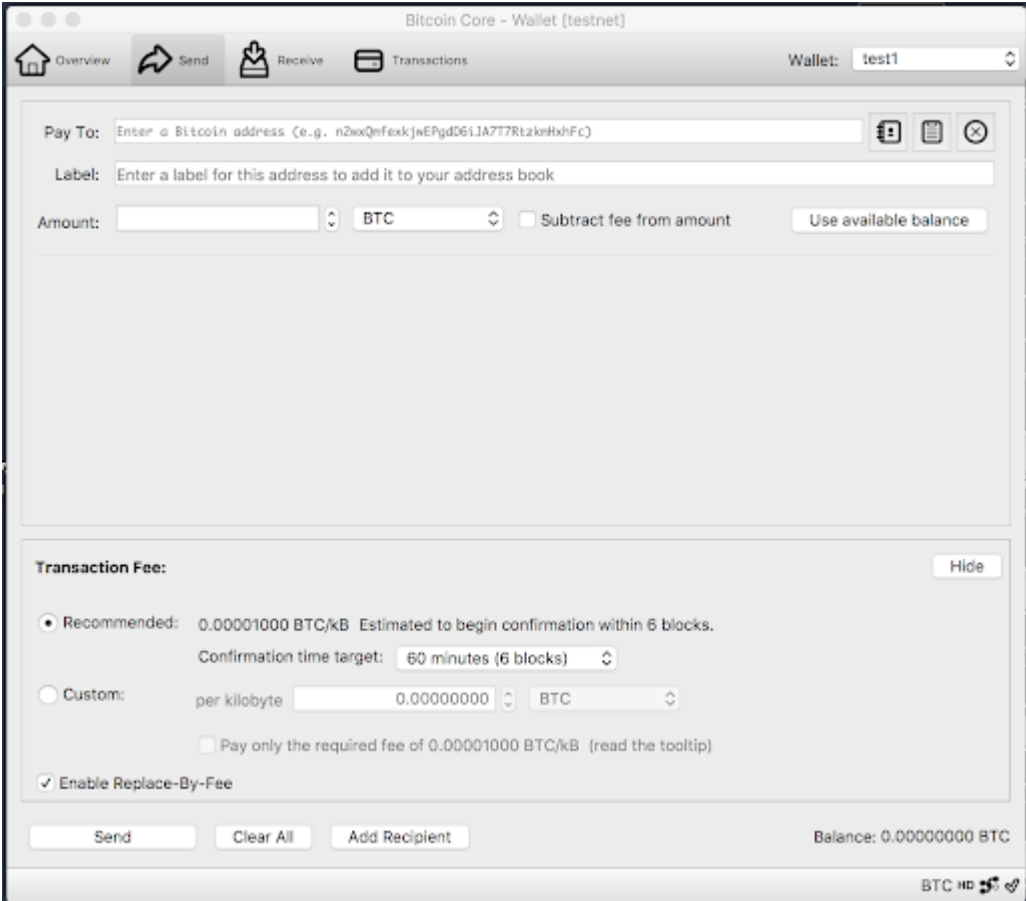 Bitcoin Core - Wallet [testnet]
Overview Send Receive Transactions Wallet: test1
Pay To: Enter a Bitcoin address (e.g. n2wxQmfexkjwEPgdD6iJA7T7RtzkmHxhFc)
Label: Enter a label for this address to add it to your address book
Amount: BTC Subtract fee from amount Use available balance
Transaction Fee: Hide
Recommended: 0.00001000 BTC/kB Estimated to begin confirmation within 6 blocks.
Confirmation time target: 60 minutes (6 blocks)
Custom: per kilobyte 0.00000000 BTC
Pay only the required fee of 0.00001000 BTC/kB (read the tooltip)
Enable Replace-By-Fee
Send Clear All Add Recipient Balance: 0.00000000 BTC
BTC HD